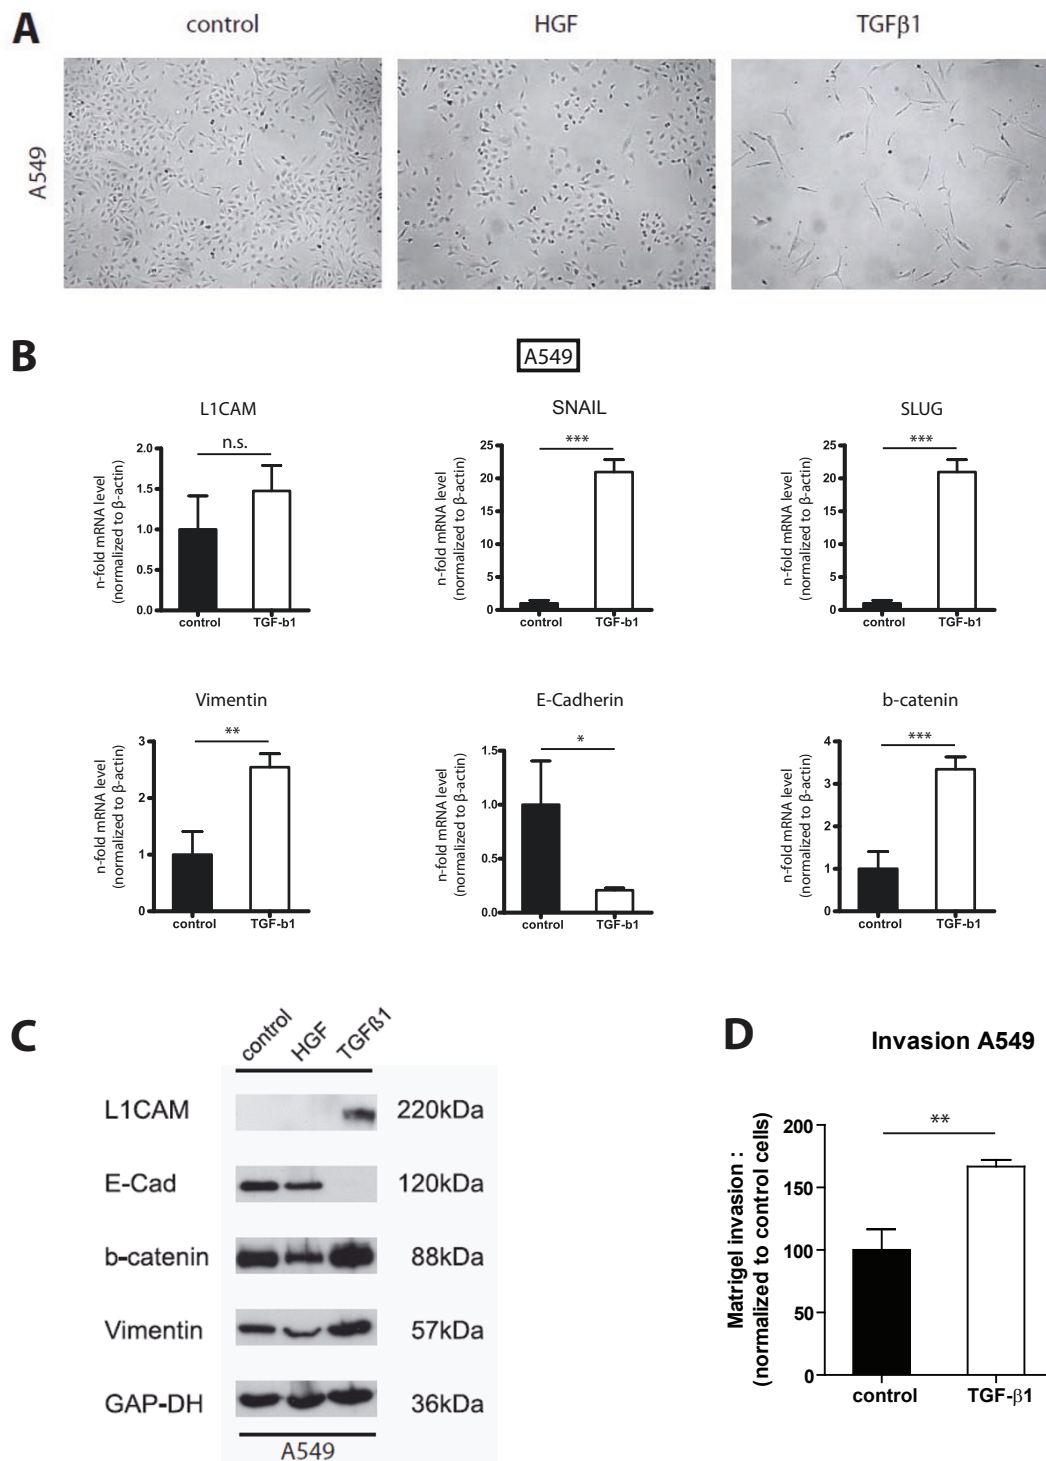 A
control
HGF
TGFβ1
A549
B
A549
L1CAM
n.s.
n-fold mRNA level
(normalized to β-actin)
2.0
1.5
1.0
0.5
0.0
control
TGF-b1
SNAIL
***
n-fold mRNA level
(normalized to β-actin)
25
20
15
10
5
0
control
TGF-b1
SLUG
***
n-fold mRNA level
(normalized to β-actin)
25
20
15
10
5
0
control
TGF-b1
Vimentin
**
n-fold mRNA level
(normalized to β-actin)
3
2
1
0
control
TGF-b1
E-Cadherin
*
n-fold mRNA level
(normalized to β-actin)
1.5
1.0
0.5
0.0
control
TGF-b1
b-catenin
***
n-fold mRNA level
(normalized to β-actin)
4
3
2
1
0
control
TGF-b1
C
control
HGF
TGFß1
L1CAM 220kDa
E-Cad 120kDa
b-catenin 88kDa
Vimentin 57kDa
GAP-DH 36kDa
A549
D
Invasion A549
**
Matrigel invasion :
(normalized to control cells)
200
150
100
50
0
control
TGF-β1